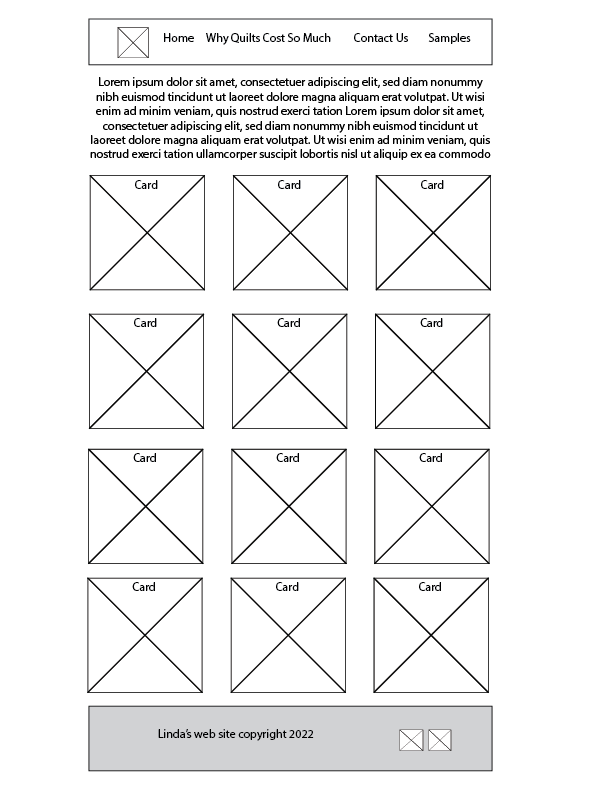 Home Why Quilts Cost So Much Contact Us Samples
Lorem ipsum dolor sit amet, consectetuer adipiscing elit, sed diam nonummy
nibh euismod tincidunt ut laoreet dolore magna aliquam erat volutpat. Ut wisi
enim ad minim veniam, quis nostrud exerci tation Lorem ipsum dolor sit amet,
consectetuer adipiscing elit, sed diam nonummy nibh euismod tincidunt ut
laoreet dolore magna aliquam erat volutpat. Ut wisi enim ad minim veniam, quis
nostrud exerci tation ullamcorper suscipit lobortis nisl ut aliquip ex ea commodo
Card Card Card
Card Card Card
Card Card Card
Card Card Card
Linda’s web site copyright 2022